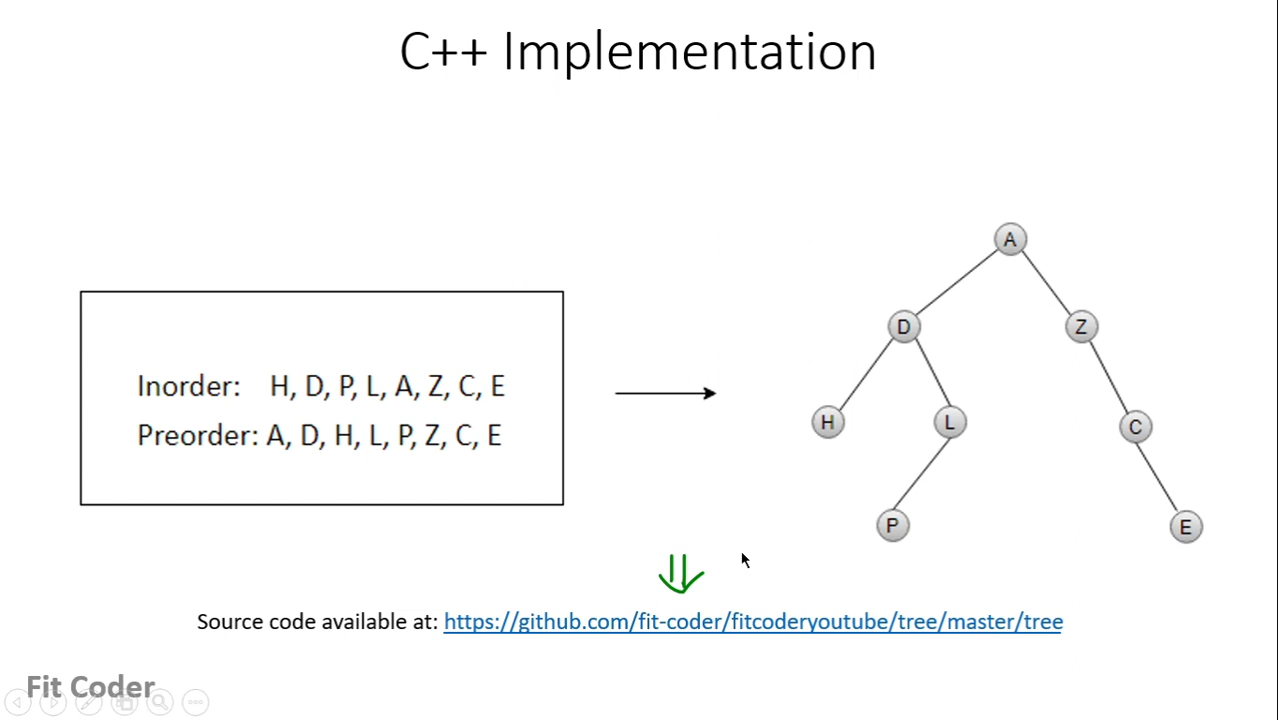 C++ Implementation
A
D
Z
Inorder: H, D, P, L, A, Z, C, E
Preorder: A, D, H, L, P, Z, C, E
H
L
C
P
E
Source code available at: https://github.com/fit-coder/fitcoderyoutube/tree/master/tree
Fit Coder